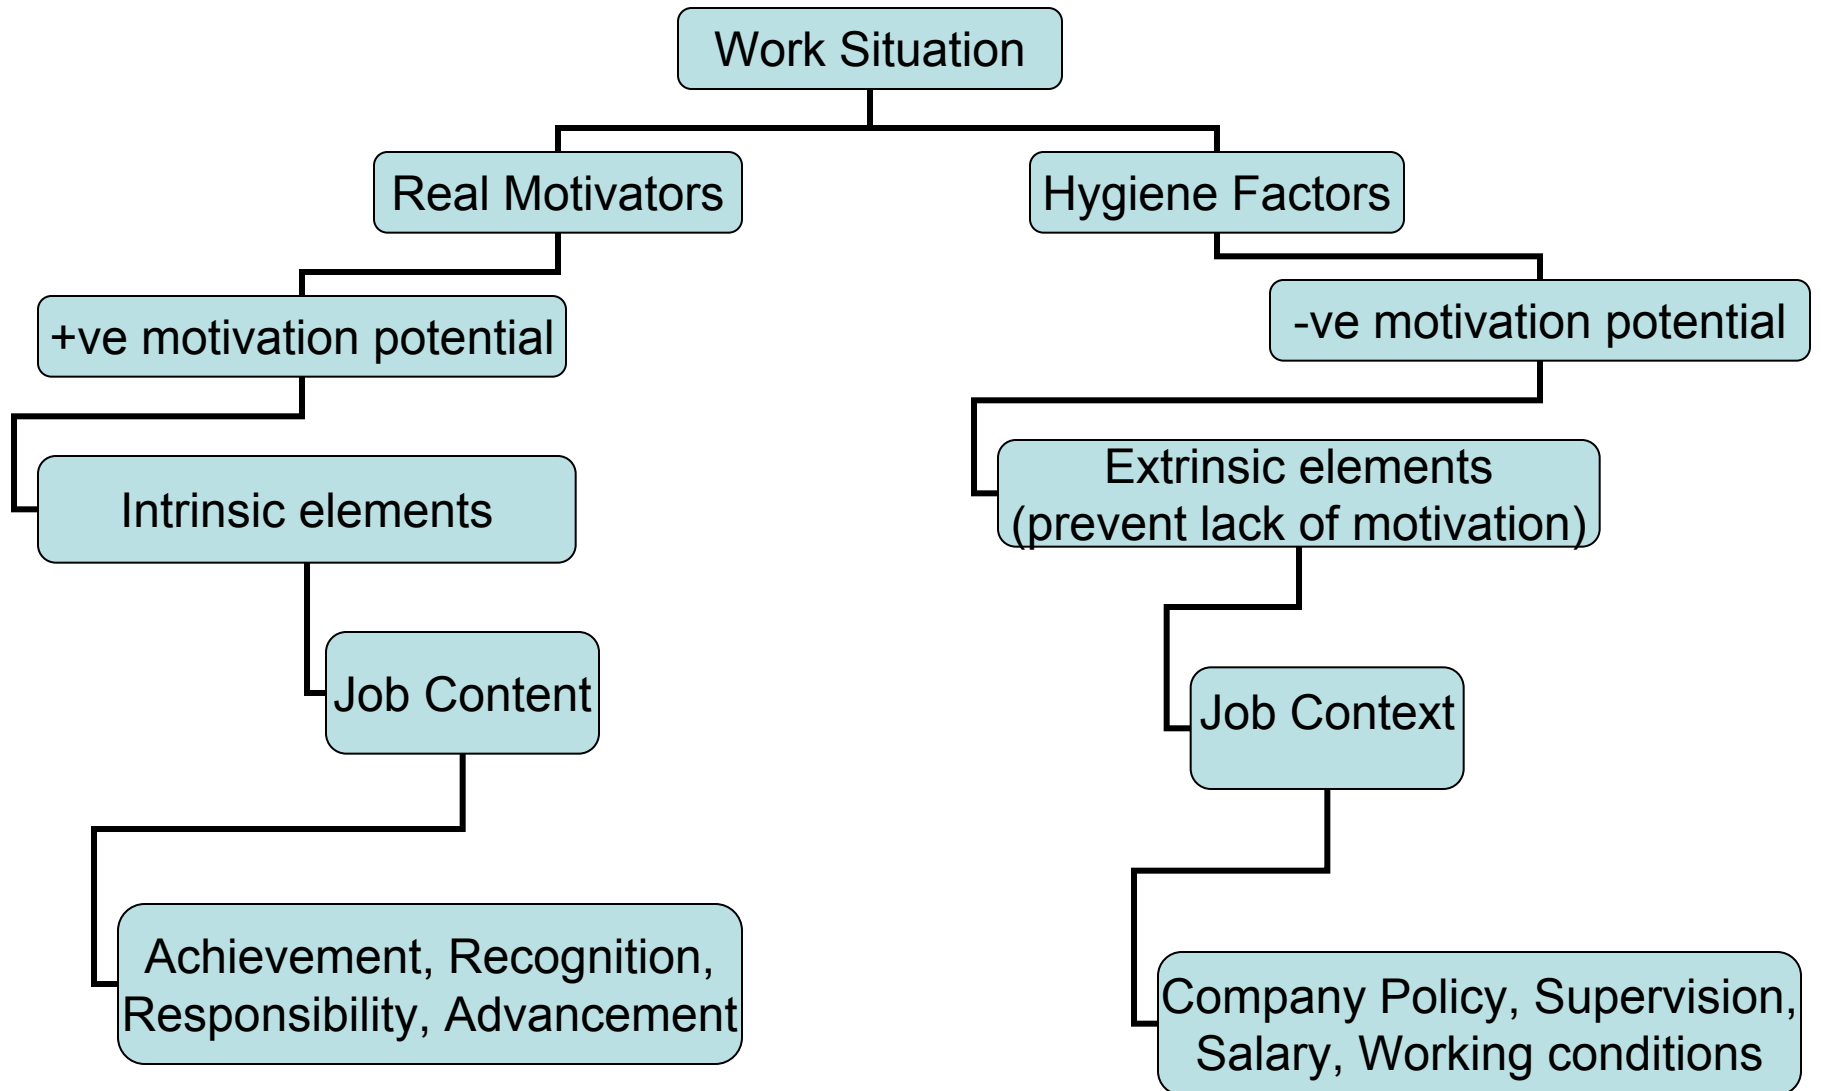 Work Situation
Real Motivators
Hygiene Factors
+ve motivation potential
-ve motivation potential
Intrinsic elements
Extrinsic elements
(prevent lack of motivation)
Job Content
Job Context
Achievement, Recognition,
Responsibility, Advancement
Company Policy, Supervision,
Salary, Working conditions